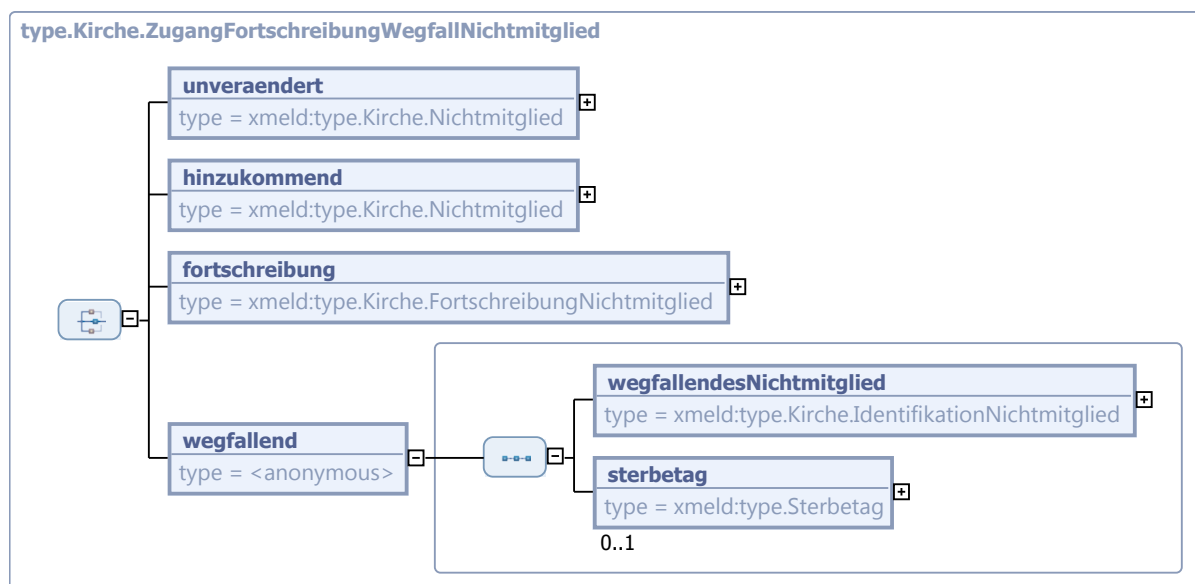 type.Kirche.ZugangFortschreibungWegfallNichtmitglied
unveraendert
type = xmeld:type.Kirche.Nichtmitglied
hinzukommend
type = xmeld:type.Kirche.Nichtmitglied
fortschreibung
type = xmeld:type.Kirche.FortschreibungNichtmitglied
wegfallend
type = <anonymous>
wegfallendesNichtmitglied
type = xmeld:type.Kirche.IdentifikationNichtmitglied
sterbetag
type = xmeld:type.Sterbetag
0..1